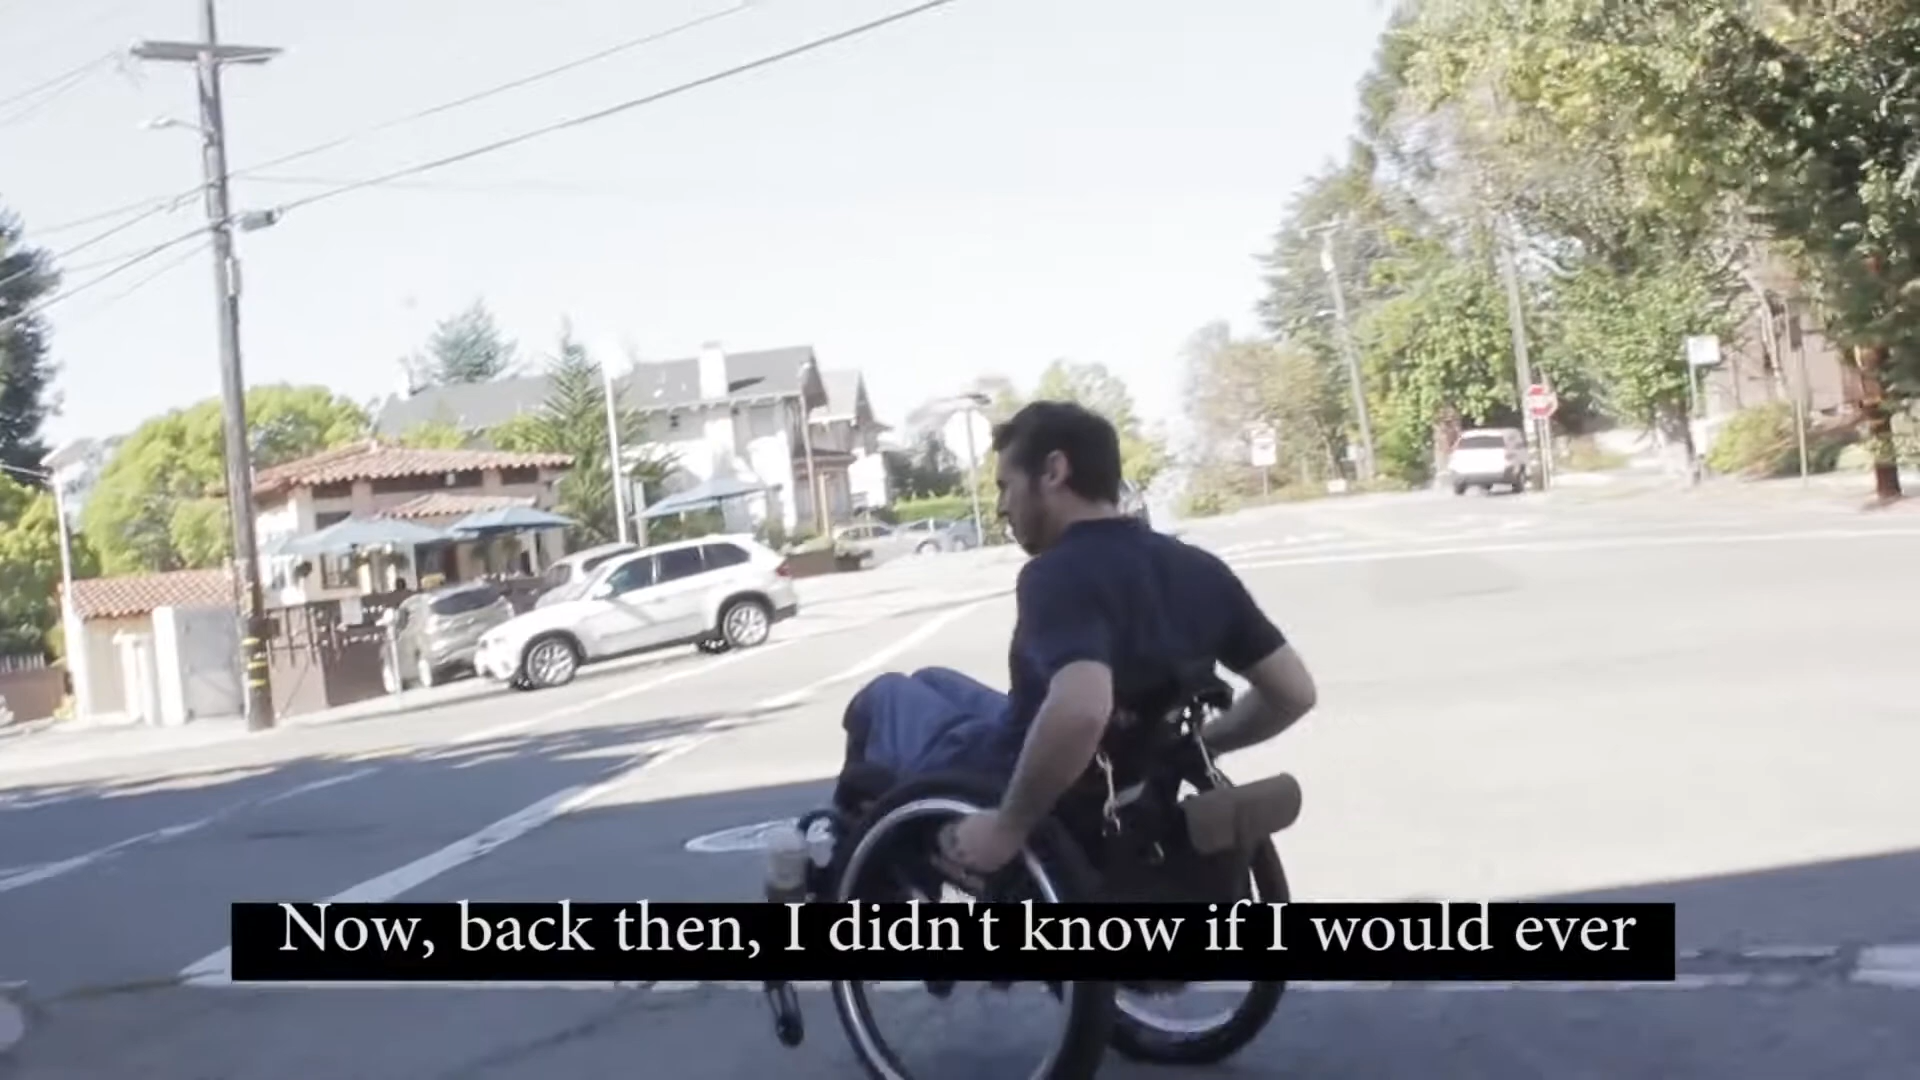 Now, back then, I didn't know if I would ever